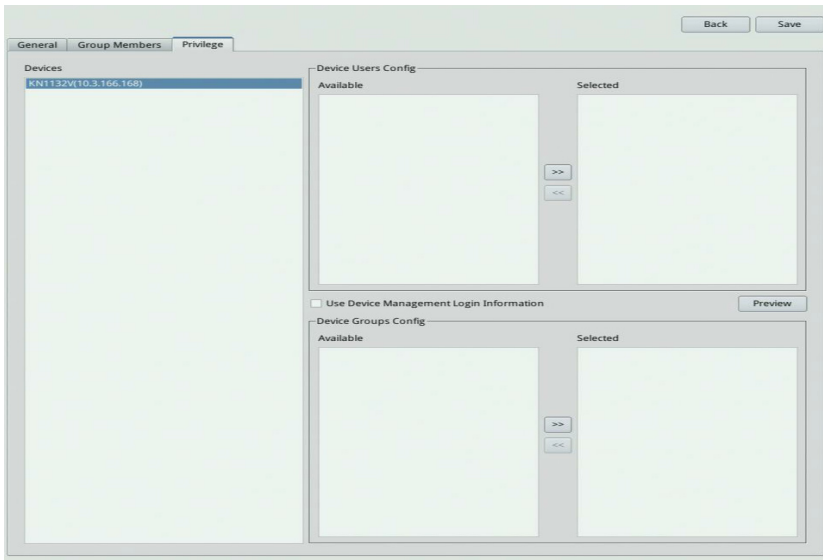 Back
Save
General
Group Members
Privilege
Devices
KN1132V(10.3.166.168)
Device Users Config
Available
Selected
>>
<<
Use Device Management Login Information
Preview
Device Groups Config
Available
Selected
>>
<<